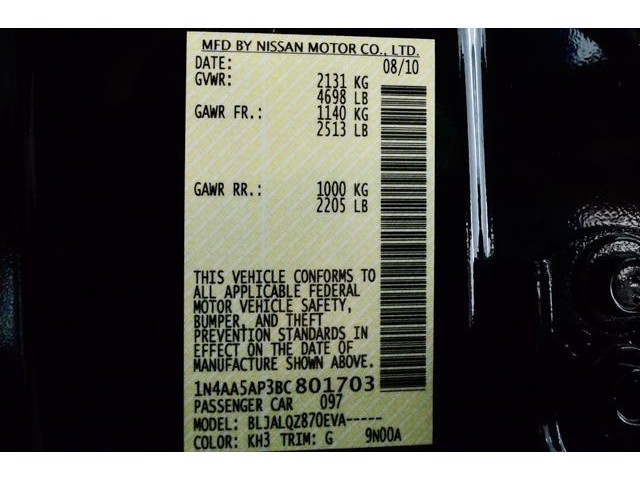 MFD BY NISSAN MOTOR CO., LTD.
DATE: 08/10
GVWR: 2131 KG
4698 LB
GAWR FR.: 1140 KG
2513 LB
GAWR RR.: 1000 KG
2205 LB
THIS VEHICLE CONFORMS TO
ALL APPLICABLE FEDERAL
MOTOR VEHICLE SAFETY,
BUMPER, AND THEFT
PREVENTION STANDARDS IN
EFFECT ON THE DATE OF
MANUFACTURE SHOWN ABOVE.
1N4AA5AP3BC801703
PASSENGER CAR 097
MODEL: BLJALQZ870EVA-----
COLOR: KH3 TRIM: G 9N00A